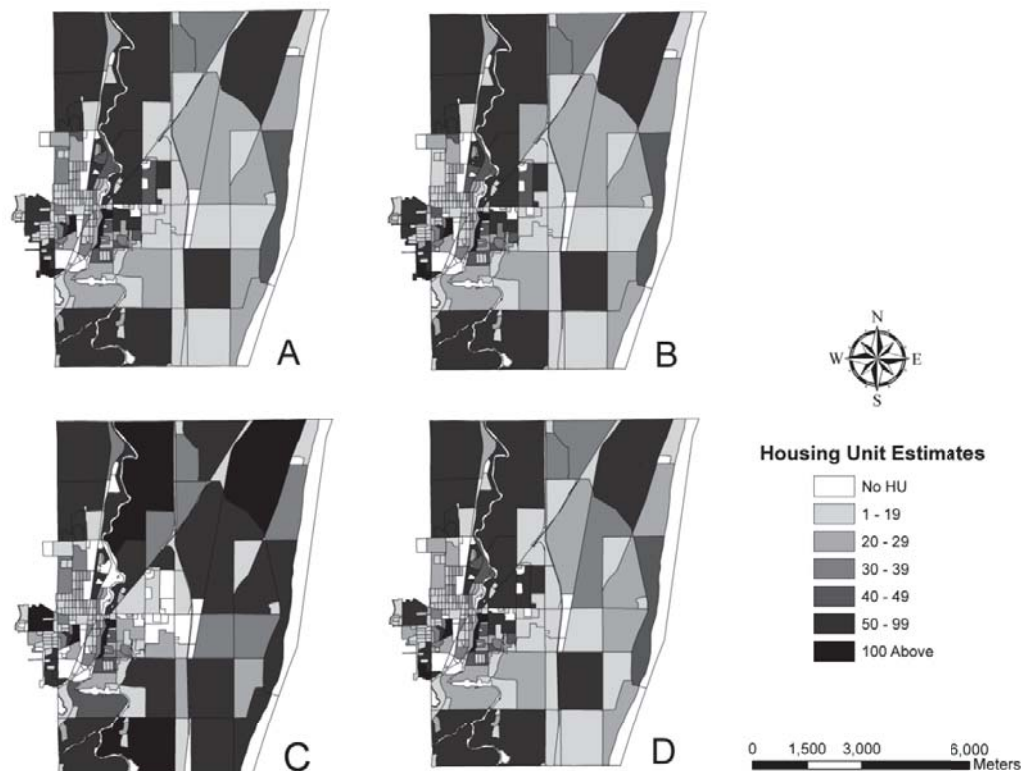 A
B
C
D
N
W E
S
Housing Unit Estimates
No HU
1 - 19
20 - 29
30 - 39
40 - 49
50 - 99
100 Above
0 1,500 3,000 6,000
Meters